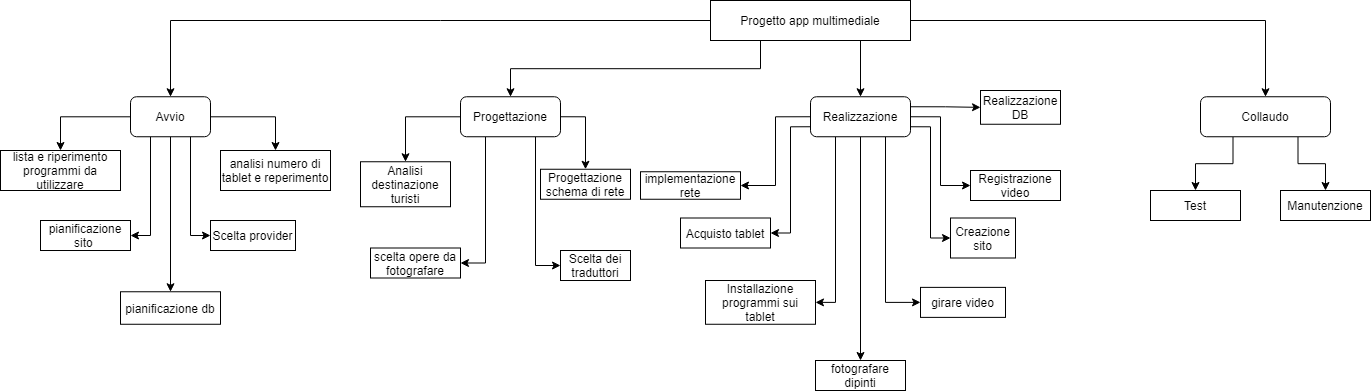 Progetto app multimediale
Avvio
Progettazione
Realizzazione
Collaudo
lista e riperimento
programmi da
utilizzare
analisi numero di
tablet e reperimento
pianificazione
sito
Scelta provider
pianificazione db
Analisi
destinazione
turisti
Progettazione
schema di rete
scelta opere da
fotografare
Scelta dei
traduttori
Realizzazione
DB
implementazione
rete
Registrazione
video
Acquisto tablet
Creazione
sito
Installazione
programmi sui
tablet
girare video
fotografare
dipinti
Test
Manutenzione